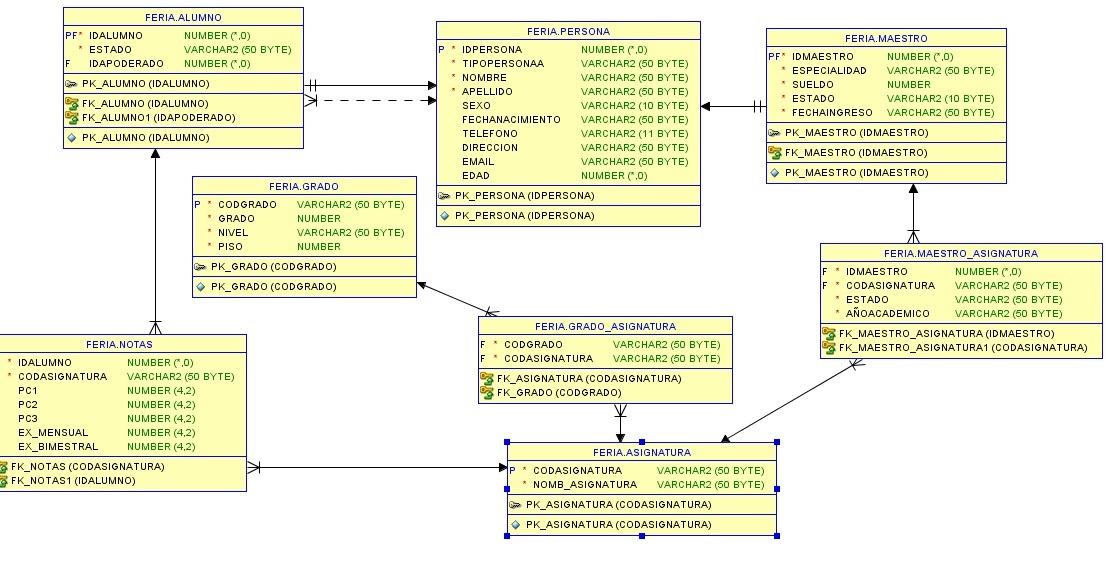 FERIA.ALUMNO
PF* IDALUMNO NUMBER (*,0)
* ESTADO VARCHAR2 (50 BYTE)
F IDAPODERADO NUMBER (*,0)
PK_ALUMNO (IDALUMNO)
FK_ALUMNO (IDALUMNO)
FK_ALUMNO1 (IDAPODERADO)
PK_ALUMNO (IDALUMNO)
FERIA.PERSONA
P * IDPERSONA NUMBER (*,0)
* TIPOPERSONAA VARCHAR2 (50 BYTE)
* NOMBRE VARCHAR2 (50 BYTE)
* APELLIDO VARCHAR2 (50 BYTE)
SEXO VARCHAR2 (10 BYTE)
FECHANACIMIENTO VARCHAR2 (50 BYTE)
TELEFONO VARCHAR2 (11 BYTE)
DIRECCION VARCHAR2 (50 BYTE)
EMAIL VARCHAR2 (50 BYTE)
EDAD NUMBER (*,0)
PK_PERSONA (IDPERSONA)
PK_PERSONA (IDPERSONA)
FERIA.MAESTRO
PF* IDMAESTRO NUMBER (*,0)
* ESPECIALIDAD VARCHAR2 (50 BYTE)
* SUELDO NUMBER
* ESTADO VARCHAR2 (10 BYTE)
* FECHAINGRESO VARCHAR2 (50 BYTE)
PK_MAESTRO (IDMAESTRO)
FK_MAESTRO (IDMAESTRO)
PK_MAESTRO (IDMAESTRO)
FERIA.GRADO
P * CODGRADO VARCHAR2 (50 BYTE)
* GRADO NUMBER
* NIVEL VARCHAR2 (50 BYTE)
* PISO NUMBER
PK_GRADO (CODGRADO)
PK_GRADO (CODGRADO)
FERIA.MAESTRO_ASIGNATURA
F * IDMAESTRO NUMBER (*,0)
F * CODASIGNATURA VARCHAR2 (50 BYTE)
* ESTADO VARCHAR2 (50 BYTE)
* AÑOACADEMICO VARCHAR2 (50 BYTE)
FK_MAESTRO_ASIGNATURA (IDMAESTRO)
FK_MAESTRO_ASIGNATURA1 (CODASIGNATURA)
FERIA.GRADO_ASIGNATURA
F * CODGRADO VARCHAR2 (50 BYTE)
F * CODASIGNATURA VARCHAR2 (50 BYTE)
FK_ASIGNATURA (CODASIGNATURA)
FK_GRADO (CODGRADO)
FERIA.NOTAS
* IDALUMNO NUMBER (*,0)
* CODASIGNATURA VARCHAR2 (50 BYTE)
PC1 NUMBER (4,2)
PC2 NUMBER (4,2)
PC3 NUMBER (4,2)
EX_MENSUAL NUMBER (4,2)
EX_BIMESTRAL NUMBER (4,2)
FK_NOTAS (CODASIGNATURA)
FK_NOTAS1 (IDALUMNO)
FERIA.ASIGNATURA
P * CODASIGNATURA VARCHAR2 (50 BYTE)
* NOMB_ASIGNATURA VARCHAR2 (50 BYTE)
PK_ASIGNATURA (CODASIGNATURA)
PK_ASIGNATURA (CODASIGNATURA)